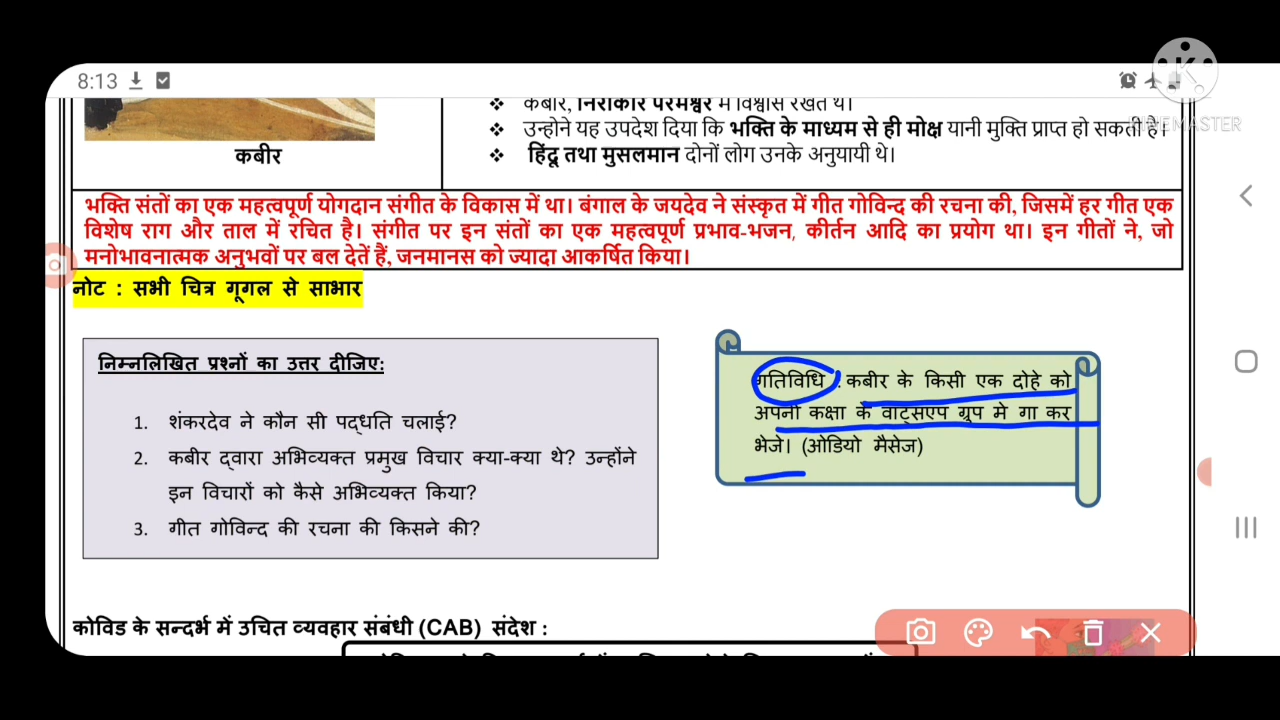 8:13
KINEMASTER
❖ कबीर, निराकार परमेश्वर में विश्वास रखते थे।
❖ उन्होने यह उपदेश दिया कि भक्ति के माध्यम से ही मोक्ष यानी मुक्ति प्राप्त हो सकती है।
❖ हिंदू तथा मुसलमान दोनों लोग उनके अनुयायी थे।
कबीर
भक्ति संतों का एक महत्वपूर्ण योगदान संगीत के विकास में था। बंगाल के जयदेव ने संस्कृत में गीत गोविन्द की रचना की, जिसमें हर गीत एक
विशेष राग और ताल में रचित है। संगीत पर इन संतों का एक महत्वपूर्ण प्रभाव-भजन, कीर्तन आदि का प्रयोग था। इन गीतों ने, जो
मनोभावनात्मक अनुभवों पर बल देतें हैं, जनमानस को ज्यादा आकर्षित किया।
नोट : सभी चित्र गूगल से साभार
निम्नलिखित प्रश्नों का उत्तर दीजिए:
1. शंकरदेव ने कौन सी पद्धति चलाई?
2. कबीर द्वारा अभिव्यक्त प्रमुख विचार क्या-क्या थे? उन्होंने
इन विचारों को कैसे अभिव्यक्त किया?
3. गीत गोविन्द की रचना की किसने की?
गतिविधि : कबीर के किसी एक दोहे को
अपनी कक्षा के वाट्सएप ग्रूप मे गा कर
भेजे। (ओडियो मैसेज)
कोविड के सन्दर्भ में उचित व्यवहार संबंधी (CAB) संदेश :